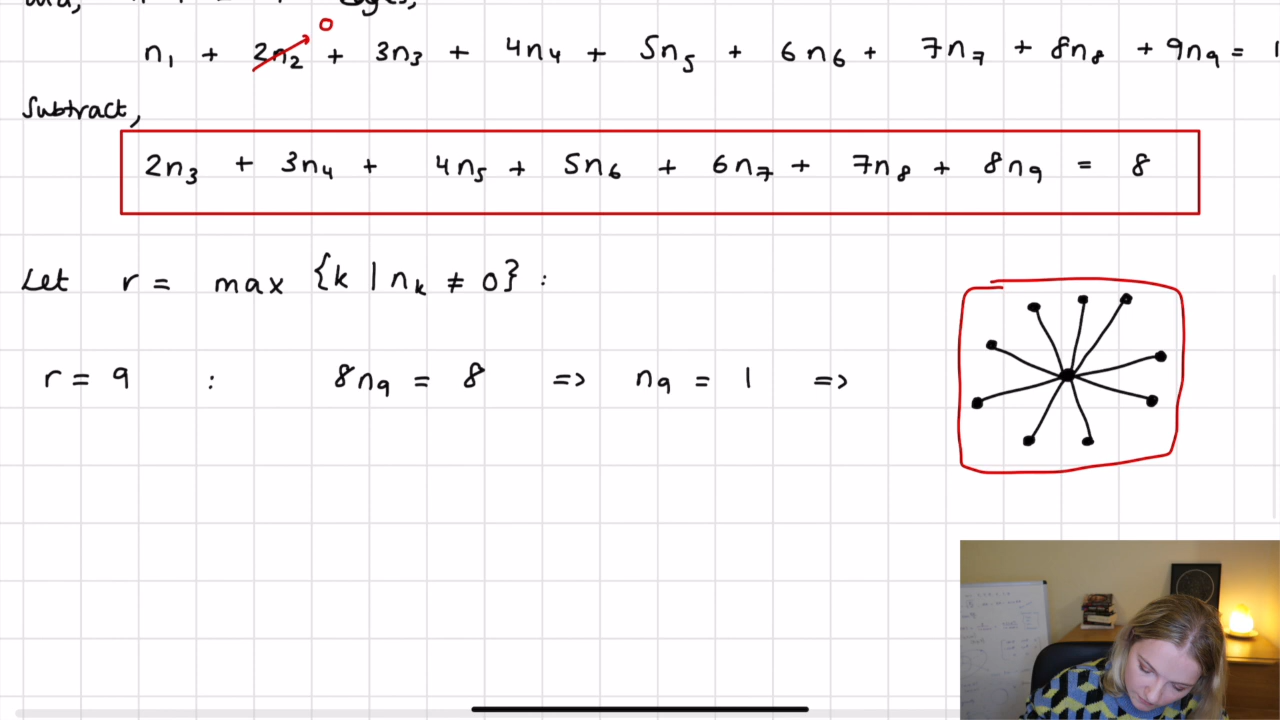 0
n₁ + 2n₂ + 3n₃ + 4n₄ + 5n₅ + 6n₆ + 7n₇ + 8n₈ + 9n₉ = 1
Subtract,
2n₃ + 3n₄ + 4n₅ + 5n₆ + 6n₇ + 7n₈ + 8n₉ = 8
Let r = max {k | nₖ ≠ 0} :
r = 9 : 8n₉ = 8 => n₉ = 1 =>